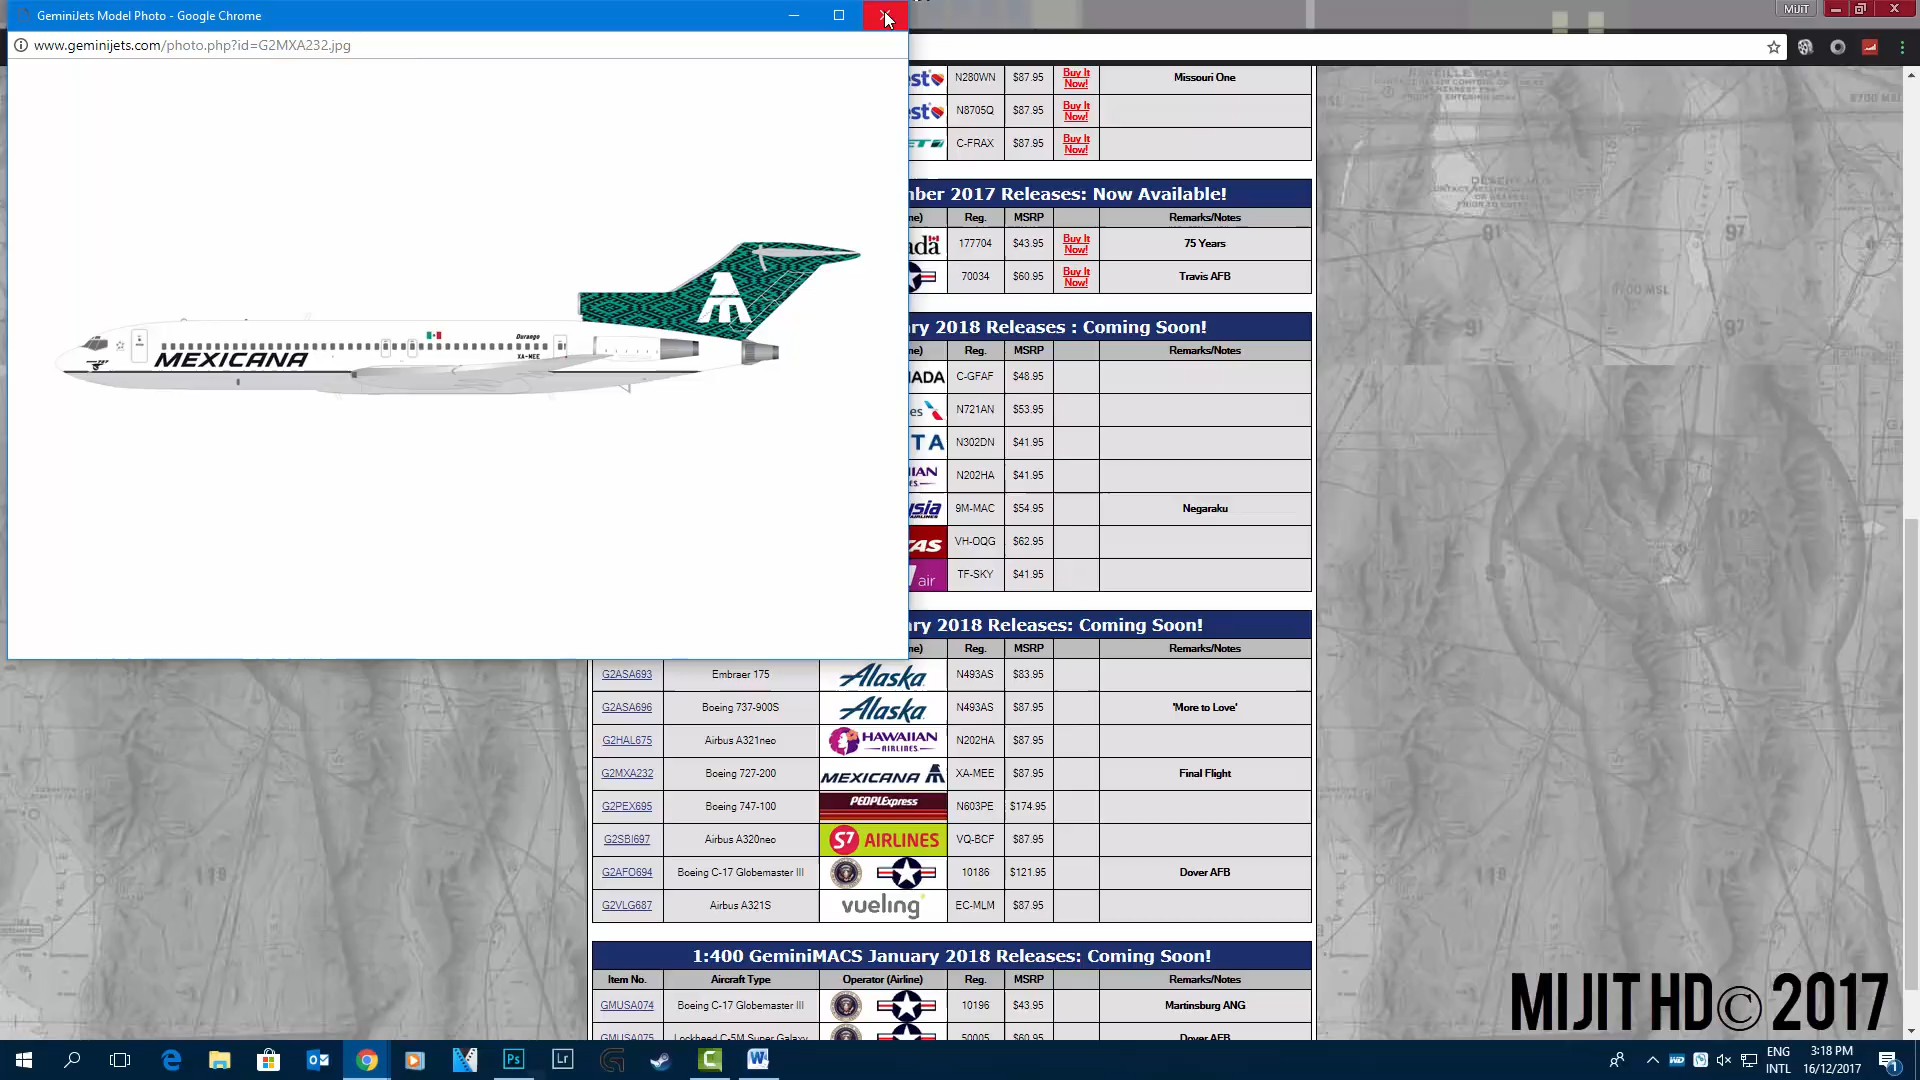 GeminiJets Model Photo - Google Chrome
MIJIT
www.geminijets.com/photo.php?id=G2MXA232.jpg
N280WN $87.95 Buy It Now! Missouri One
N8705Q $87.95 Buy It Now!
C-FRAX $87.95 Buy It Now!
mber 2017 Releases: Now Available!
Reg. MSRP Remarks/Notes
177704 $43.95 Buy It Now! 75 Years
70034 $60.95 Buy It Now! Travis AFB
ry 2018 Releases : Coming Soon!
Reg. MSRP Remarks/Notes
C-GFAF $48.95
N721AN $53.95
N302DN $41.95
N202HA $41.95
9M-MAC $54.95 Negaraku
VH-OQG $62.95
air TF-SKY $41.95
MEXICANA
Durango
XA-MEE
ry 2018 Releases: Coming Soon!
Reg. MSRP Remarks/Notes
G2ASA693 Embraer 175 Alaska N493AS $83.95
G2ASA696 Boeing 737-900S Alaska N493AS $87.95 'More to Love'
G2HAL675 Airbus A321neo HAWAIIAN AIRLINES N202HA $87.95
G2MXA232 Boeing 727-200 MEXICANA XA-MEE $87.95 Final Flight
G2PEX695 Boeing 747-100 PEOPLExpress N603PE $174.95
G2SBI697 Airbus A320neo S7 AIRLINES VQ-BCF $87.95
G2AFO694 Boeing C-17 Globemaster III 10186 $121.95 Dover AFB
G2VLG687 Airbus A321S vueling EC-MLM $87.95
1:400 GeminiMACS January 2018 Releases: Coming Soon!
Item No. Aircraft Type Operator (Airline) Reg. MSRP Remarks/Notes
GMUSA074 Boeing C-17 Globemaster III 10196 $43.95 Martinsburg ANG
GMUSA075 Lockheed C-5M Super Galaxy 50005 $60.95 Dover AFB
MIJIT HD© 2017
ENG
INTL
3:18 PM
16/12/2017